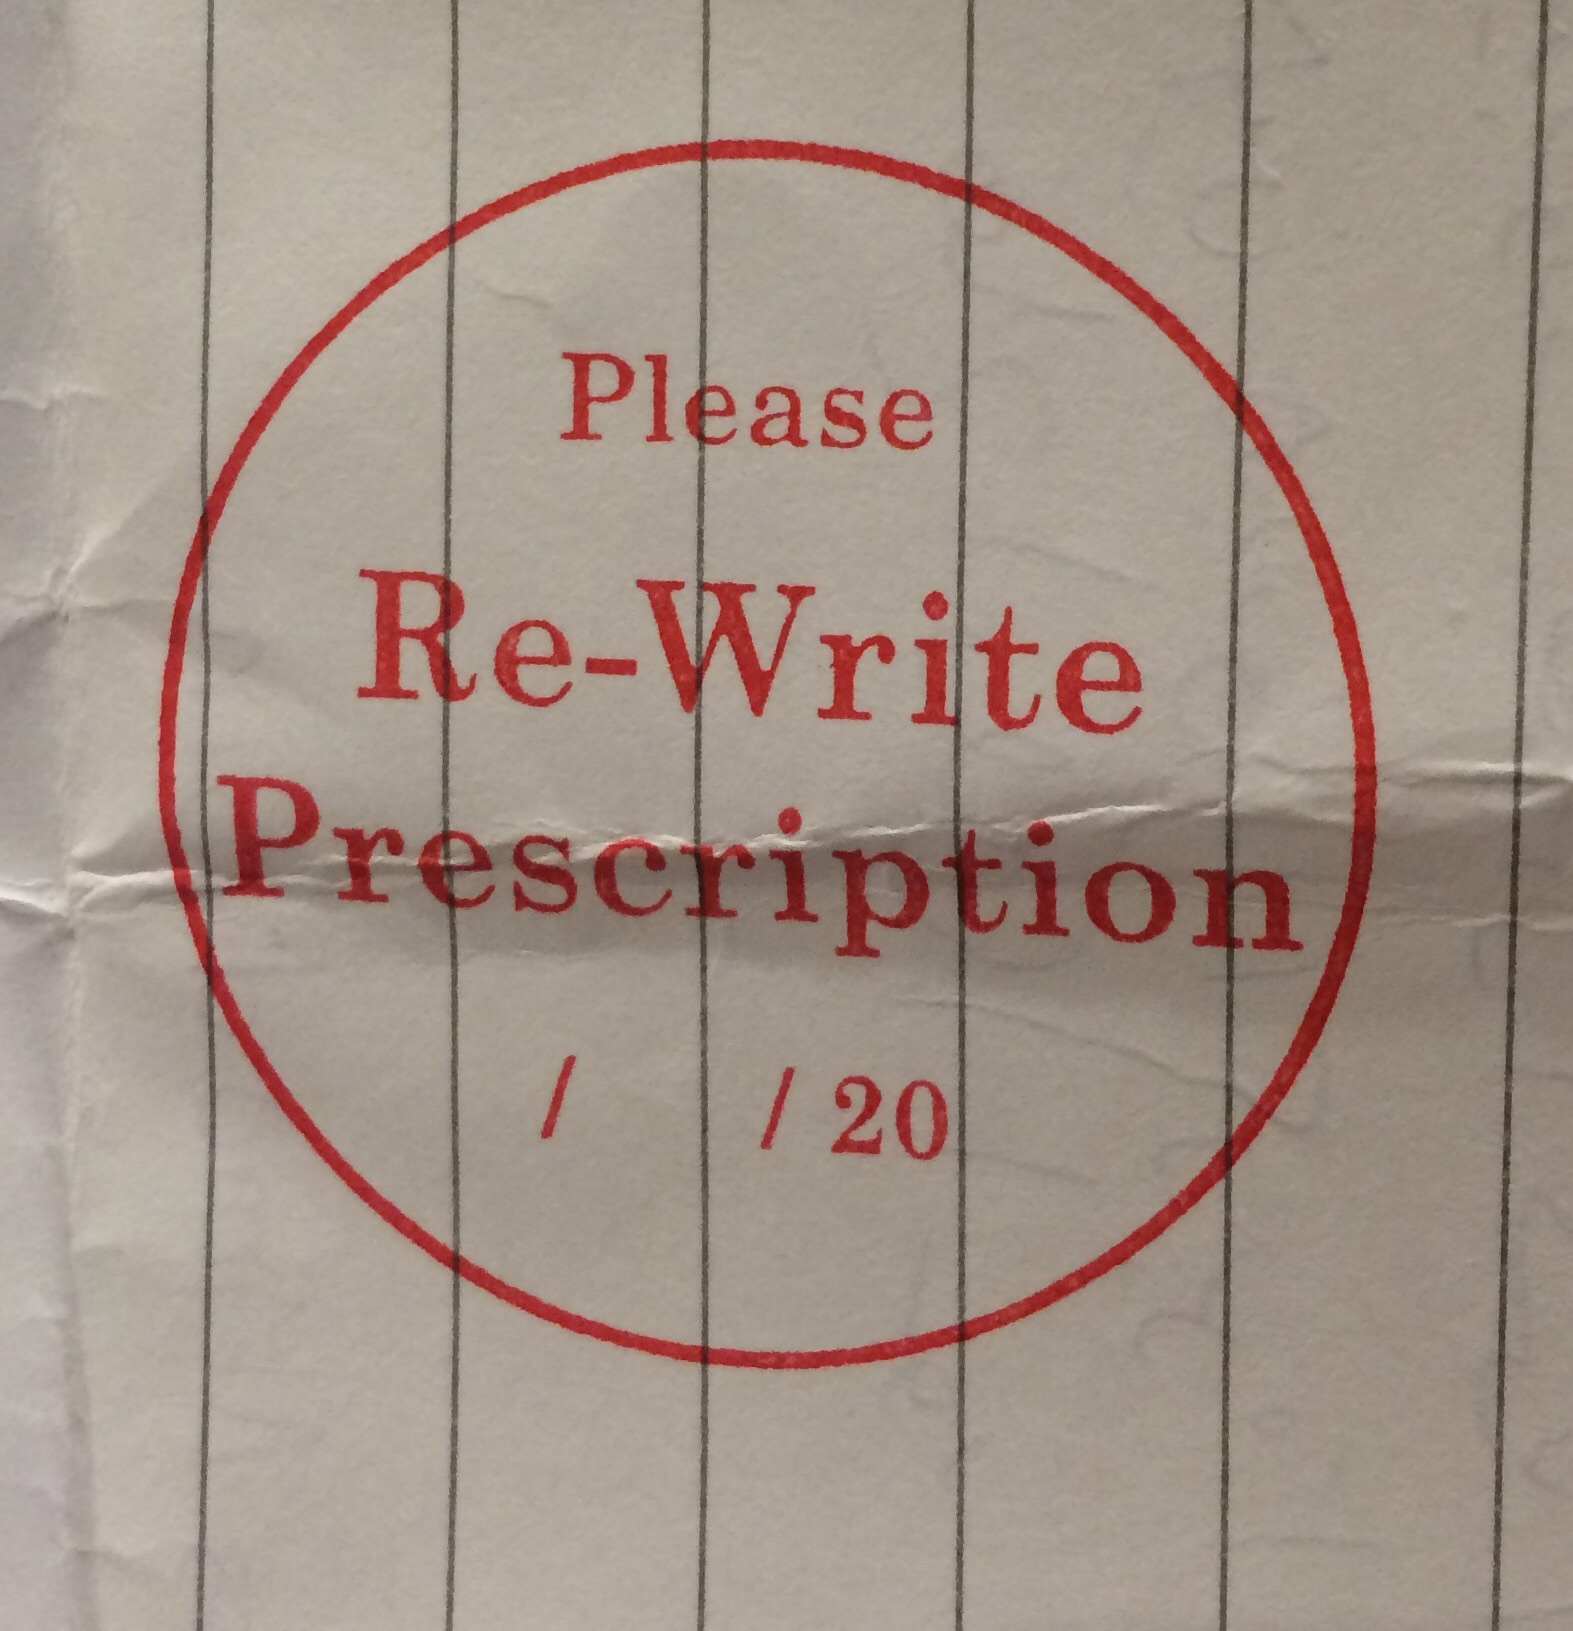 Please
Re-Write
Prescription
/ / 20